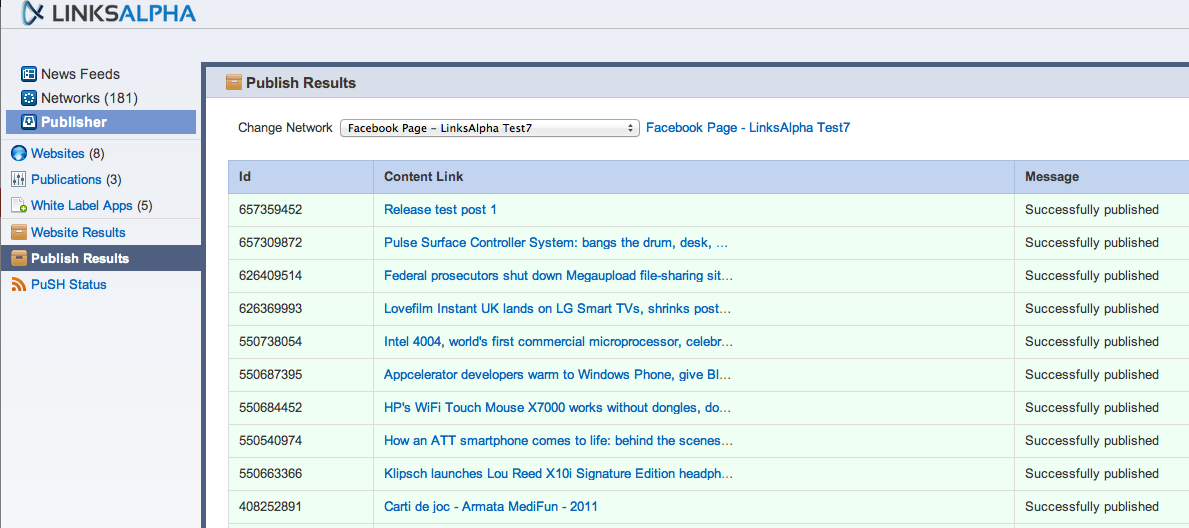 LINKSALPHA
News Feeds
Networks (181)
Publisher
Websites (8)
Publications (3)
White Label Apps (5)
Website Results
Publish Results
PuSH Status
Publish Results
Change Network Facebook Page - LinksAlpha Test7 Facebook Page - LinksAlpha Test7
Id Content Link Message
657359452 Release test post 1 Successfully published
657309872 Pulse Surface Controller System: bangs the drum, desk, ... Successfully published
626409514 Federal prosecutors shut down Megaupload file-sharing sit... Successfully published
626369993 Lovefilm Instant UK lands on LG Smart TVs, shrinks post... Successfully published
550738054 Intel 4004, world's first commercial microprocessor, celebr... Successfully published
550687395 Appcelerator developers warm to Windows Phone, give Bl... Successfully published
550684452 HP's WiFi Touch Mouse X7000 works without dongles, do... Successfully published
550540974 How an ATT smartphone comes to life: behind the scenes... Successfully published
550663366 Klipsch launches Lou Reed X10i Signature Edition headph... Successfully published
408252891 Carti de joc - Armata MediFun - 2011 Successfully published